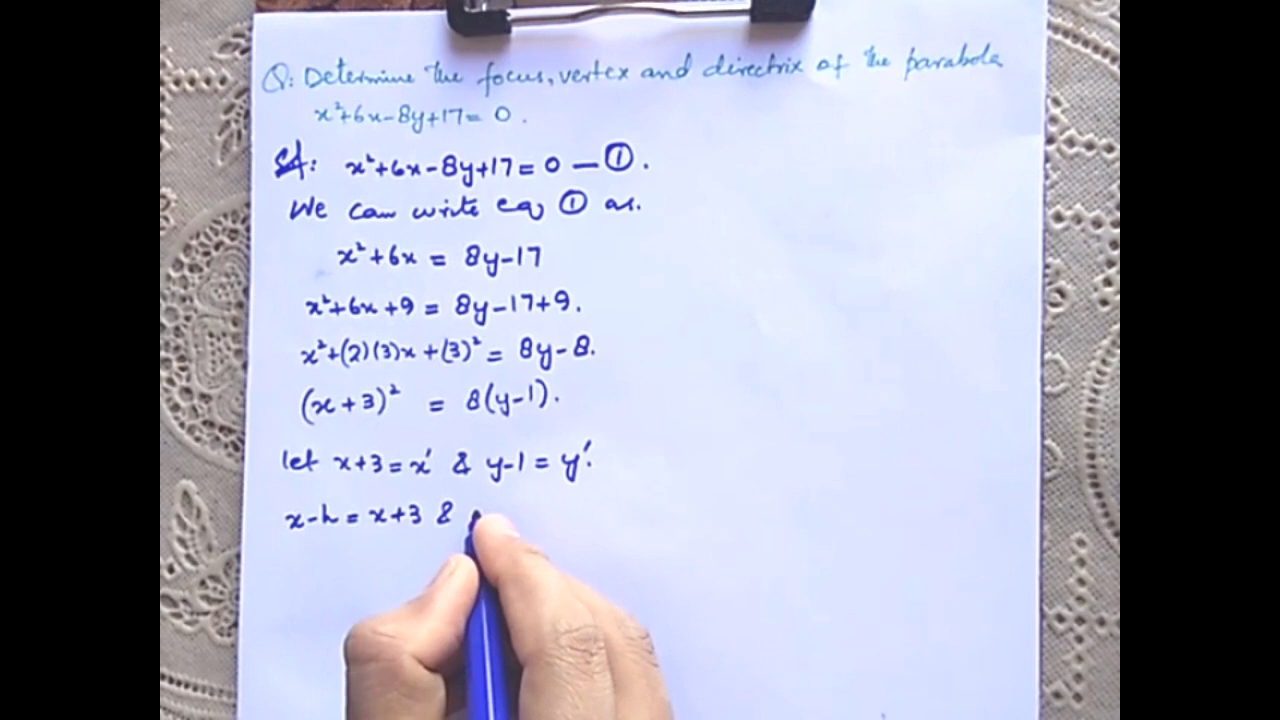 Q: Determine the focus, vertex and directrix of the parabola
x²+6x-8y+17=0.
Sol: x²+6x-8y+17=0 — ①.
We can write eq ① as.
x²+6x = 8y-17
x²+6x+9 = 8y-17+9.
x²+(2)(3)x+(3)² = 8y-8.
(x+3)² = 8(y-1).
let x+3=x' & y-1=y'.
x-h=x+3 &